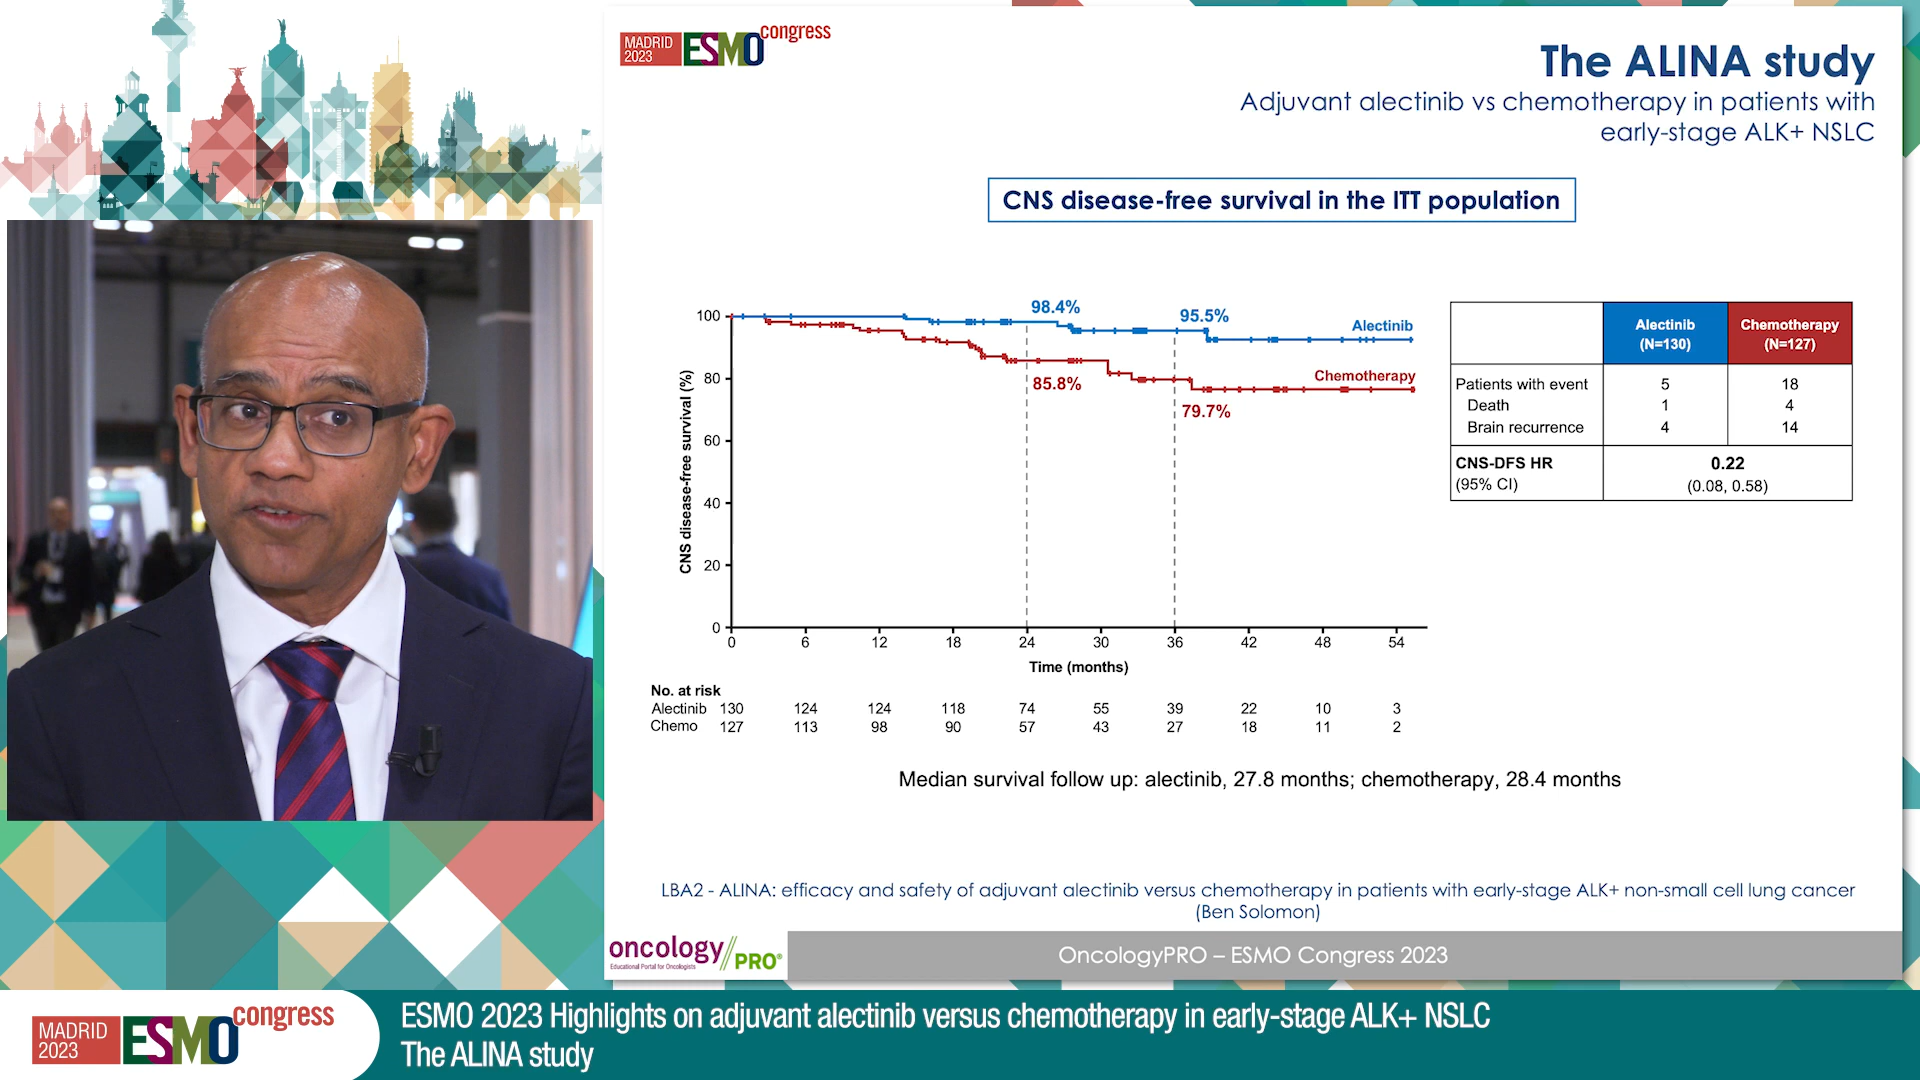 MADRID
2023
ESMO congress
The ALINA study
Adjuvant alectinib vs chemotherapy in patients with
early-stage ALK+ NSLC
CNS disease-free survival in the ITT population
CNS disease-free survival (%)
100
80
60
40
20
0
98.4%
95.5%
Alectinib
85.8%
79.7%
Chemotherapy
0 6 12 18 24 30 36 42 48 54
Time (months)
No. at risk
Alectinib 130 124 124 118 74 55 39 22 10 3
Chemo 127 113 98 90 57 43 27 18 11 2
Alectinib (N=130) Chemotherapy (N=127)
Patients with event 5 18
Death 1 4
Brain recurrence 4 14
CNS-DFS HR 0.22
(95% CI) (0.08, 0.58)
Median survival follow up: alectinib, 27.8 months; chemotherapy, 28.4 months
LBA2 - ALINA: efficacy and safety of adjuvant alectinib versus chemotherapy in patients with early-stage ALK+ non-small cell lung cancer
(Ben Solomon)
oncology//PRO®
Educational Portal for Oncologists
OncologyPRO – ESMO Congress 2023
MADRID
2023
ESMO congress
ESMO 2023 Highlights on adjuvant alectinib versus chemotherapy in early-stage ALK+ NSLC
The ALINA study